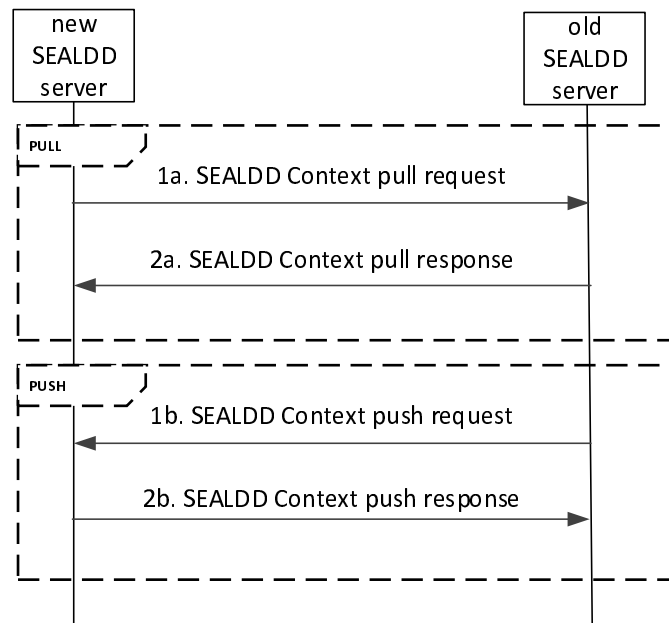 new
SEALDD
server
old
SEALDD
server
PULL
1a. SEALDD Context pull request
2a. SEALDD Context pull response
PUSH
1b. SEALDD Context push request
2b. SEALDD Context push response